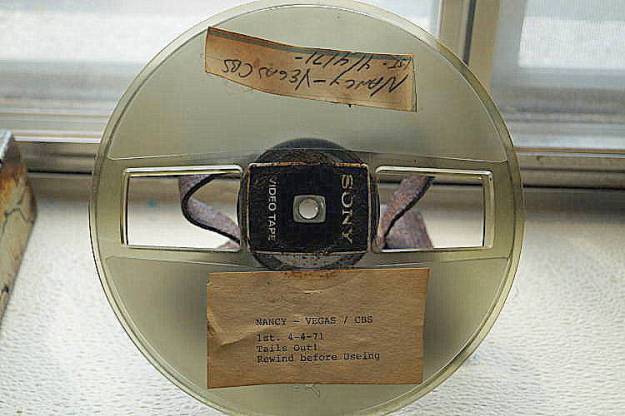 NANCY – VEGAS CBS
1ST. 4/4/71-
SONY
VIDEO TAPE
NANCY - VEGAS / CBS
1st. 4-4-71
Tails Out!
Rewind before Useing